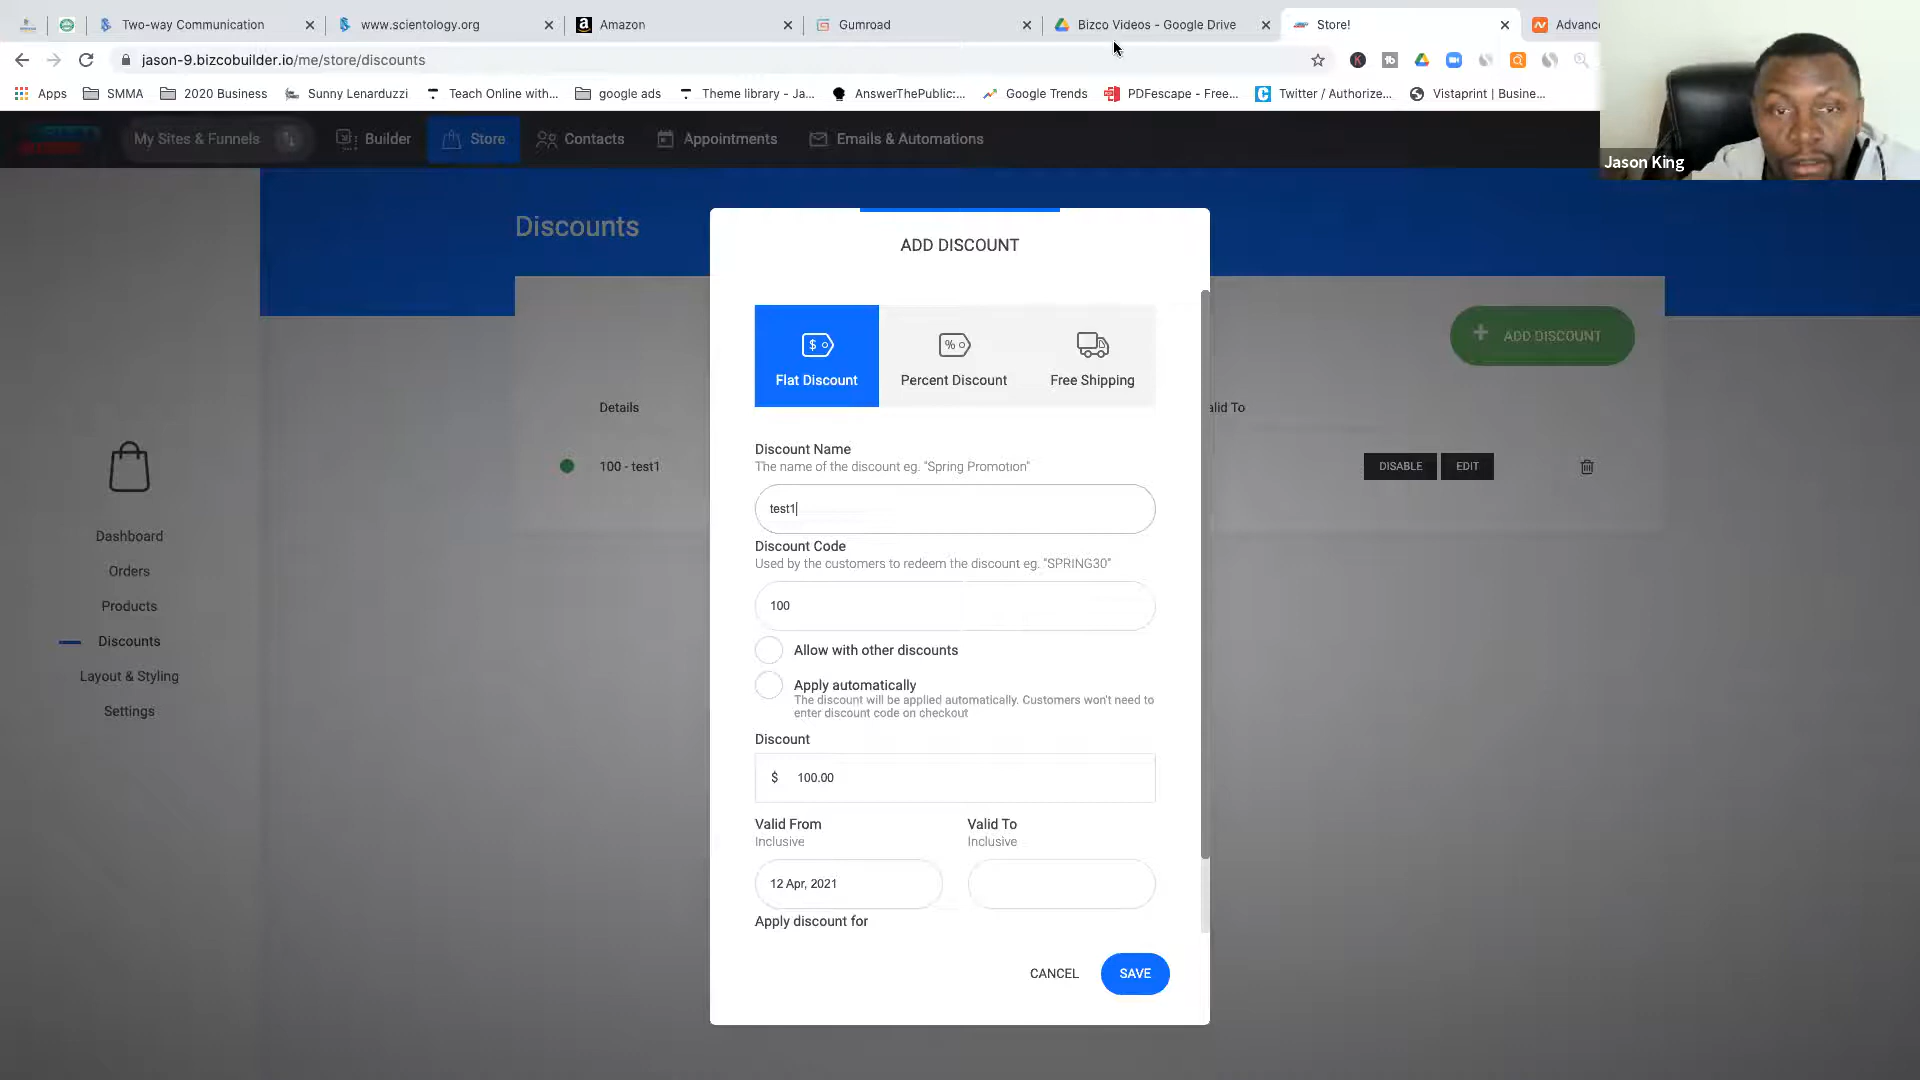 Two-way Communication
www.scientology.org
Amazon
Gumroad
Bizco Videos - Google Drive
Store!
Advanc
jason-9.bizcobuilder.io/me/store/discounts
Apps
SMMA
2020 Business
Sunny Lenarduzzi
Teach Online with...
google ads
Theme library - Ja...
AnswerThePublic:...
Google Trends
PDFescape - Free...
Twitter / Authorize...
Vistaprint | Busine...
My Sites & Funnels
Builder
Store
Contacts
Appointments
Emails & Automations
Jason King
Discounts
ADD DISCOUNT
Flat Discount
Percent Discount
Free Shipping
ADD DISCOUNT
Details
alid To
100 - test1
DISABLE
EDIT
Discount Name
The name of the discount eg. "Spring Promotion"
test1
Discount Code
Used by the customers to redeem the discount eg. "SPRING30"
100
Allow with other discounts
Apply automatically
The discount will be applied automatically. Customers won't need to
enter discount code on checkout
Discount
$ 100.00
Valid From
Inclusive
12 Apr, 2021
Valid To
Inclusive
Apply discount for
CANCEL
SAVE
Dashboard
Orders
Products
Discounts
Layout & Styling
Settings